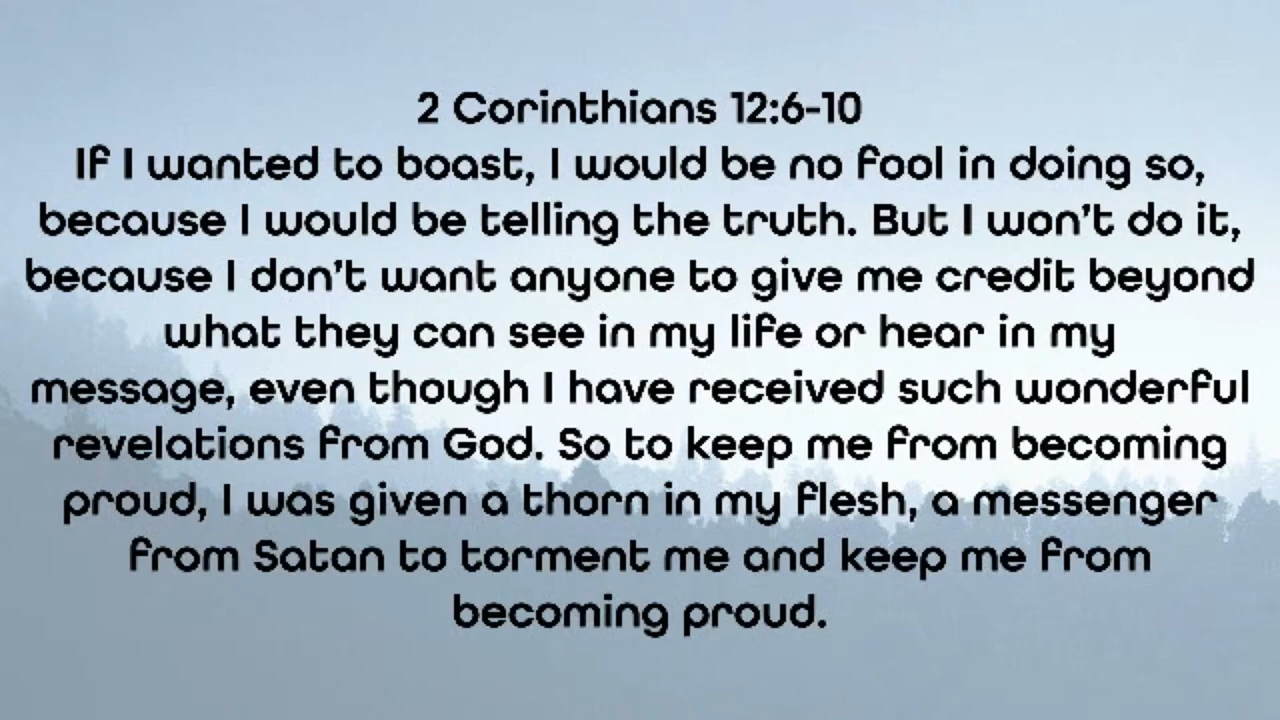 2 Corinthians 12:6-10
If I wanted to boast, I would be no fool in doing so,
because I would be telling the truth. But I won't do it,
because I don't want anyone to give me credit beyond
what they can see in my life or hear in my
message, even though I have received such wonderful
revelations from God. So to keep me from becoming
proud, I was given a thorn in my flesh, a messenger
from Satan to torment me and keep me from
becoming proud.